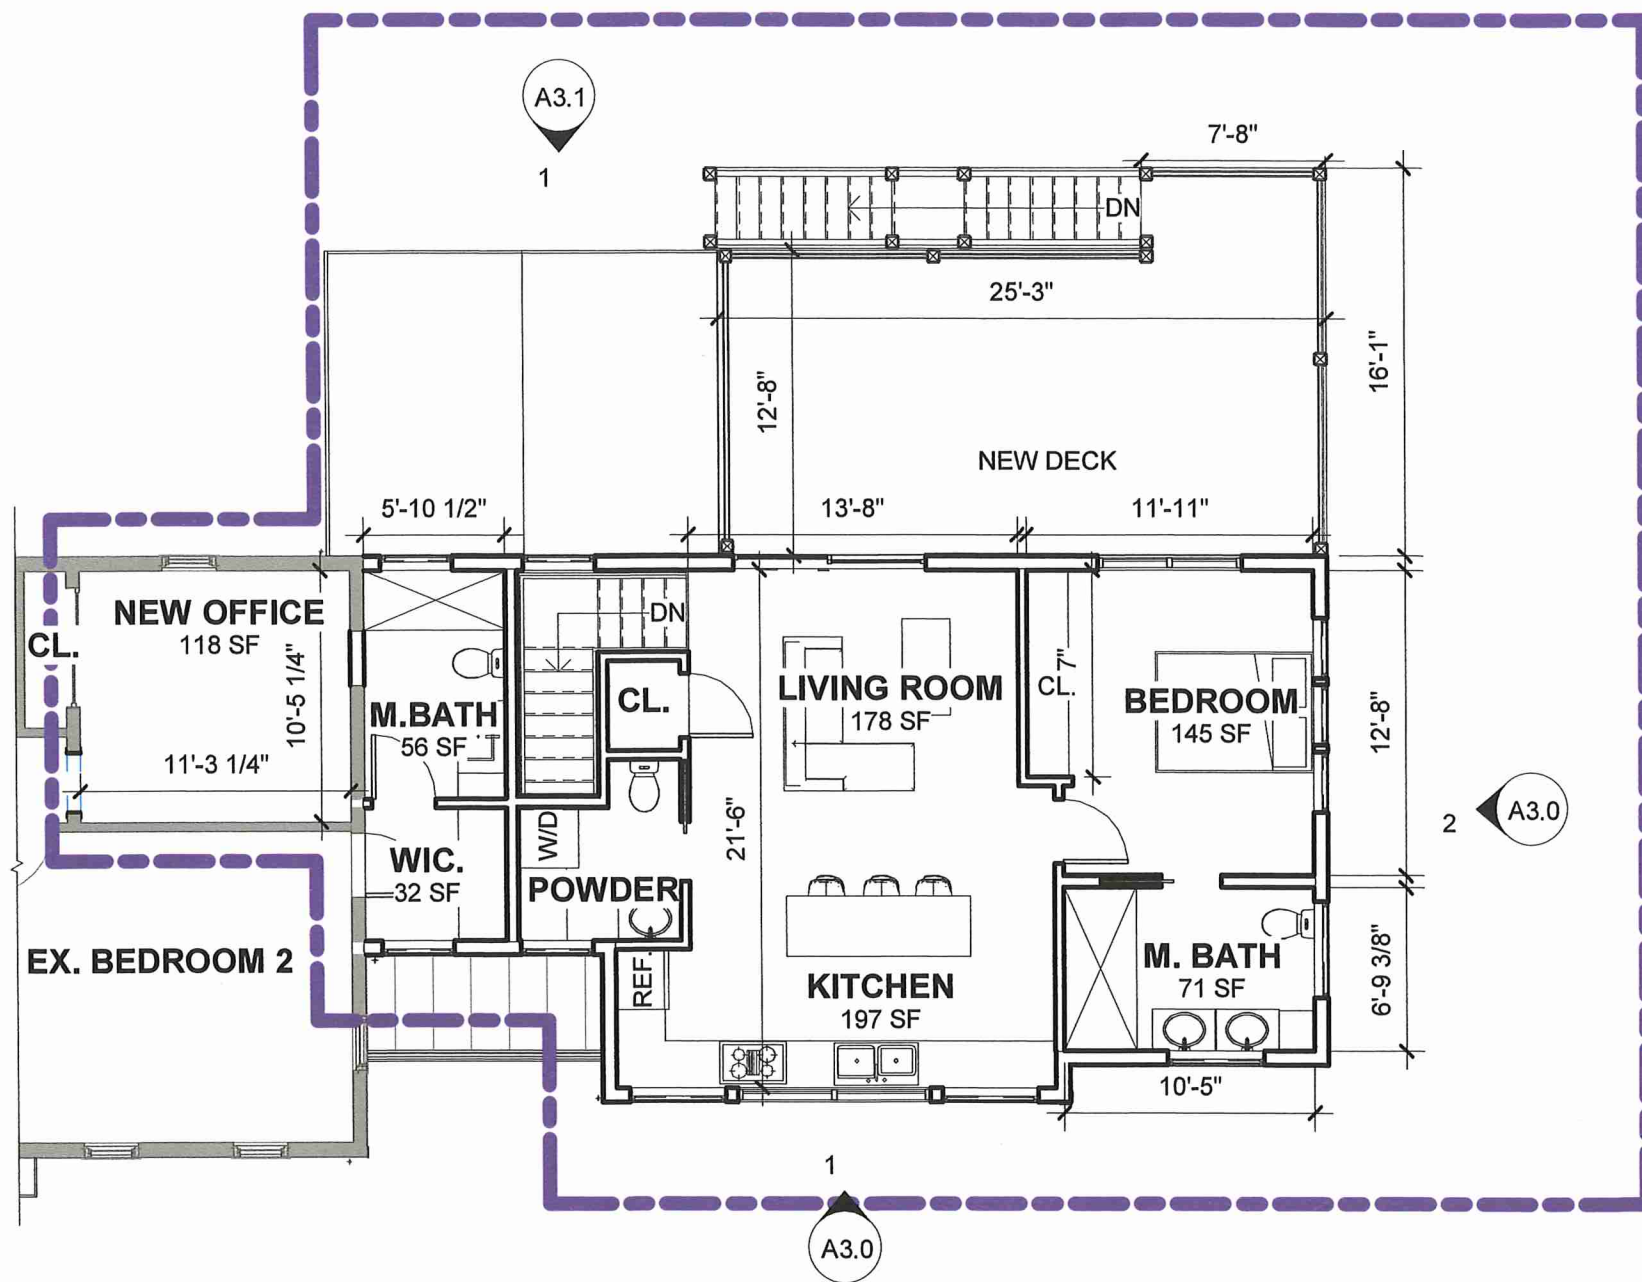 A3.1
1
7'-8"
DN
25'-3"
16'-1"
12'-8"
NEW DECK
5'-10 1/2"
13'-8"
11'-11"
NEW OFFICE
118 SF
CL.
10'-5 1/4"
11'-3 1/4"
DN
CL.
M.BATH
56 SF
LIVING ROOM
178 SF
7"
CL.
BEDROOM
145 SF
12'-8"
2
A3.0
W/D
21'-6"
WIC.
32 SF
POWDER
EX. BEDROOM 2
REF.
KITCHEN
197 SF
M. BATH
71 SF
6'-9 3/8"
10'-5"
1
A3.0